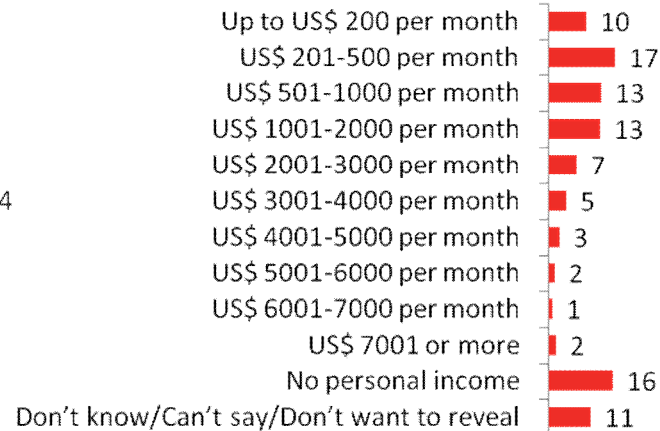 Up to US$ 200 per month 10
US$ 201-500 per month 17
US$ 501-1000 per month 13
US$ 1001-2000 per month 13
US$ 2001-3000 per month 7
4 US$ 3001-4000 per month 5
US$ 4001-5000 per month 3
US$ 5001-6000 per month 2
US$ 6001-7000 per month 1
US$ 7001 or more 2
No personal income 16
Don't know/Can't say/Don't want to reveal 11